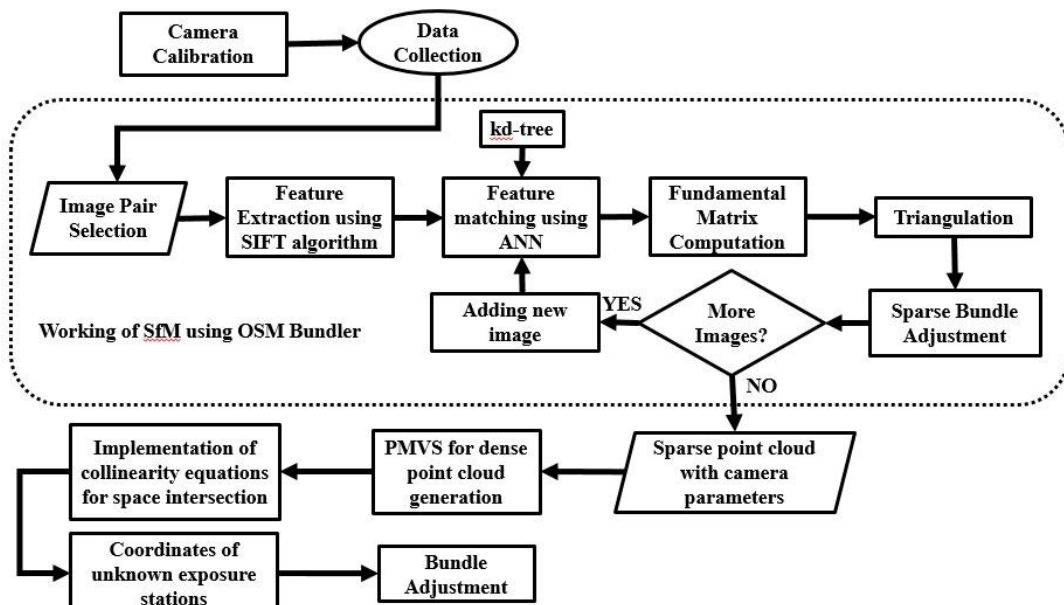 Camera
Calibration
Data
Collection
kd-tree
Image Pair
Selection
Feature
Extraction using
SIFT algorithm
Feature
matching using
ANN
Fundamental
Matrix
Computation
Triangulation
Adding new
image
YES
More
Images?
Sparse Bundle
Adjustment
Working of SfM using OSM Bundler
NO
Implementation of
collinearity equations
for space intersection
PMVS for dense
point cloud
generation
Sparse point cloud
with camera
parameters
Coordinates of
unknown exposure
stations
Bundle
Adjustment